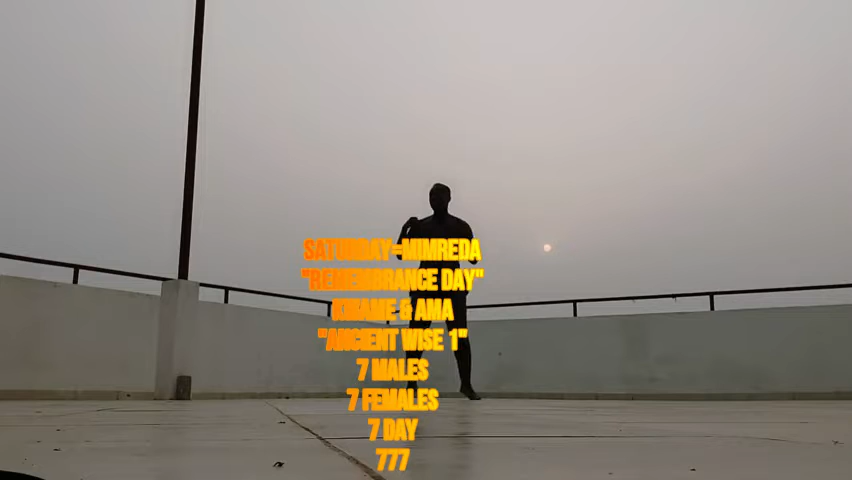 SATURDAY=MIMREDA
"REMEMBRANCE DAY"
KWAME & AMA
"ANCIENT WISE 1"
7 MALES
7 FEMALES
7 DAY
777